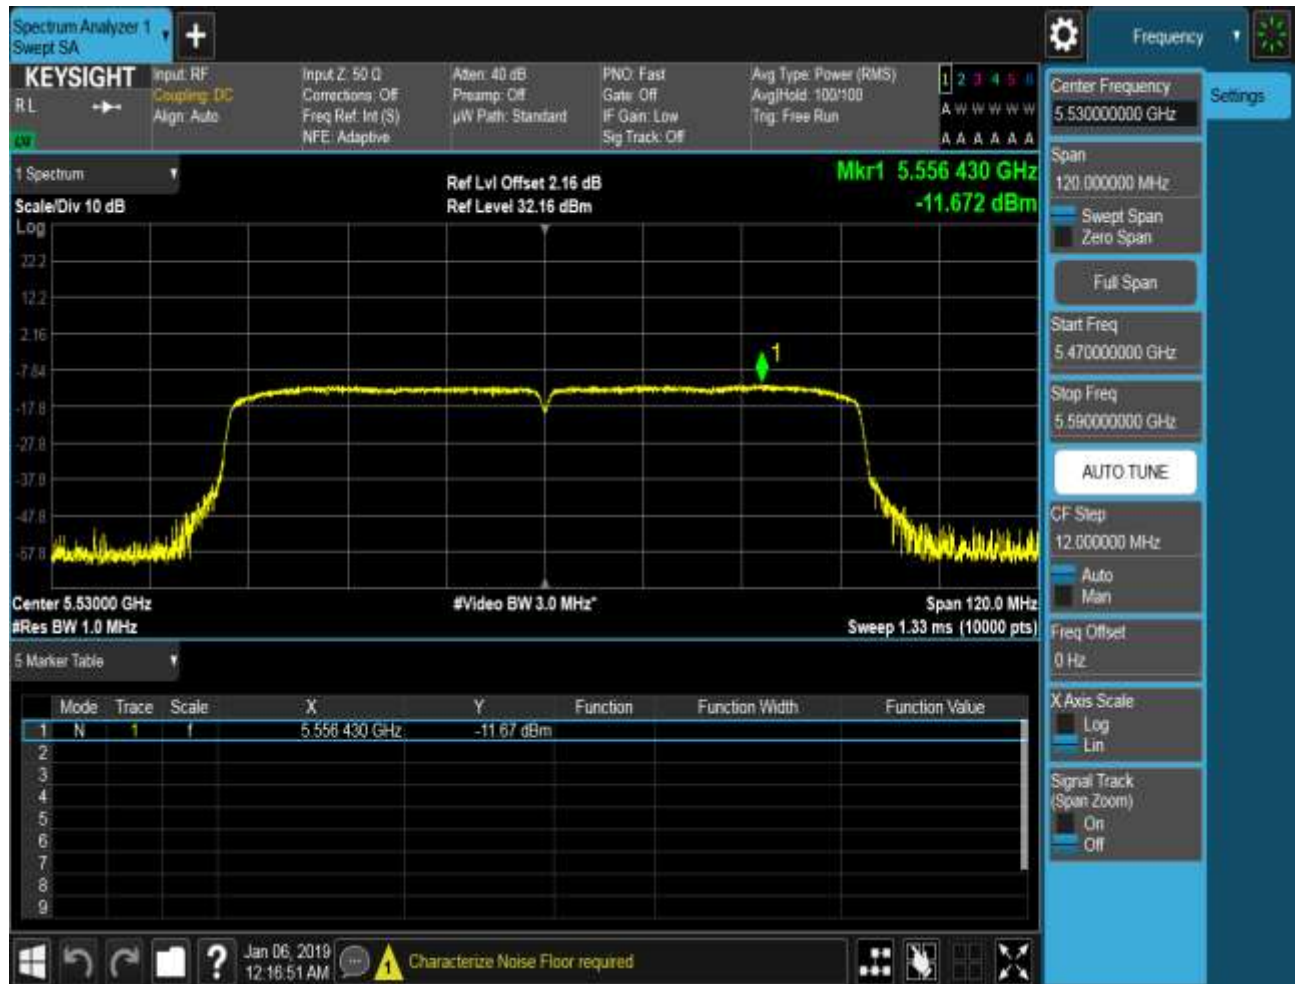 Spectrum Analyzer 1
Swept SA
+
Frequency
KEYSIGHT
RL
Input: RF
Coupling: DC
Align: Auto
Input Z: 50 Ω
Corrections: Off
Freq Ref: Int (S)
NFE: Adaptive
Atten: 40 dB
Preamp: Off
µW Path: Standard
PNO: Fast
Gate: Off
IF Gain: Low
Sig Track: Off
Avg Type: Power (RMS)
Avg|Hold: 100/100
Trig: Free Run
1 2 3 4 5 6
A W W W W W
A A A A A A
1 Spectrum
Scale/Div 10 dB
Ref Lvl Offset 2.16 dB
Ref Level 32.16 dBm
Mkr1 5.556 430 GHz
-11.672 dBm
Log
22.2
12.2
2.16
-7.84
-17.8
-27.8
-37.8
-47.8
-57.8
1
Center 5.53000 GHz
#Res BW 1.0 MHz
#Video BW 3.0 MHz*
Span 120.0 MHz
Sweep 1.33 ms (10000 pts)
5 Marker Table
Mode Trace Scale X Y Function Function Width Function Value
1 N 1 f 5.556 430 GHz -11.67 dBm
2
3
4
5
6
7
8
9
Jan 06, 2019
12:16:51 AM
Characterize Noise Floor required
Settings
Center Frequency
5.530000000 GHz
Span
120.000000 MHz
Swept Span
Zero Span
Full Span
Start Freq
5.470000000 GHz
Stop Freq
5.590000000 GHz
AUTO TUNE
CF Step
12.000000 MHz
Auto
Man
Freq Offset
0 Hz
X Axis Scale
Log
Lin
Signal Track
(Span Zoom)
On
Off